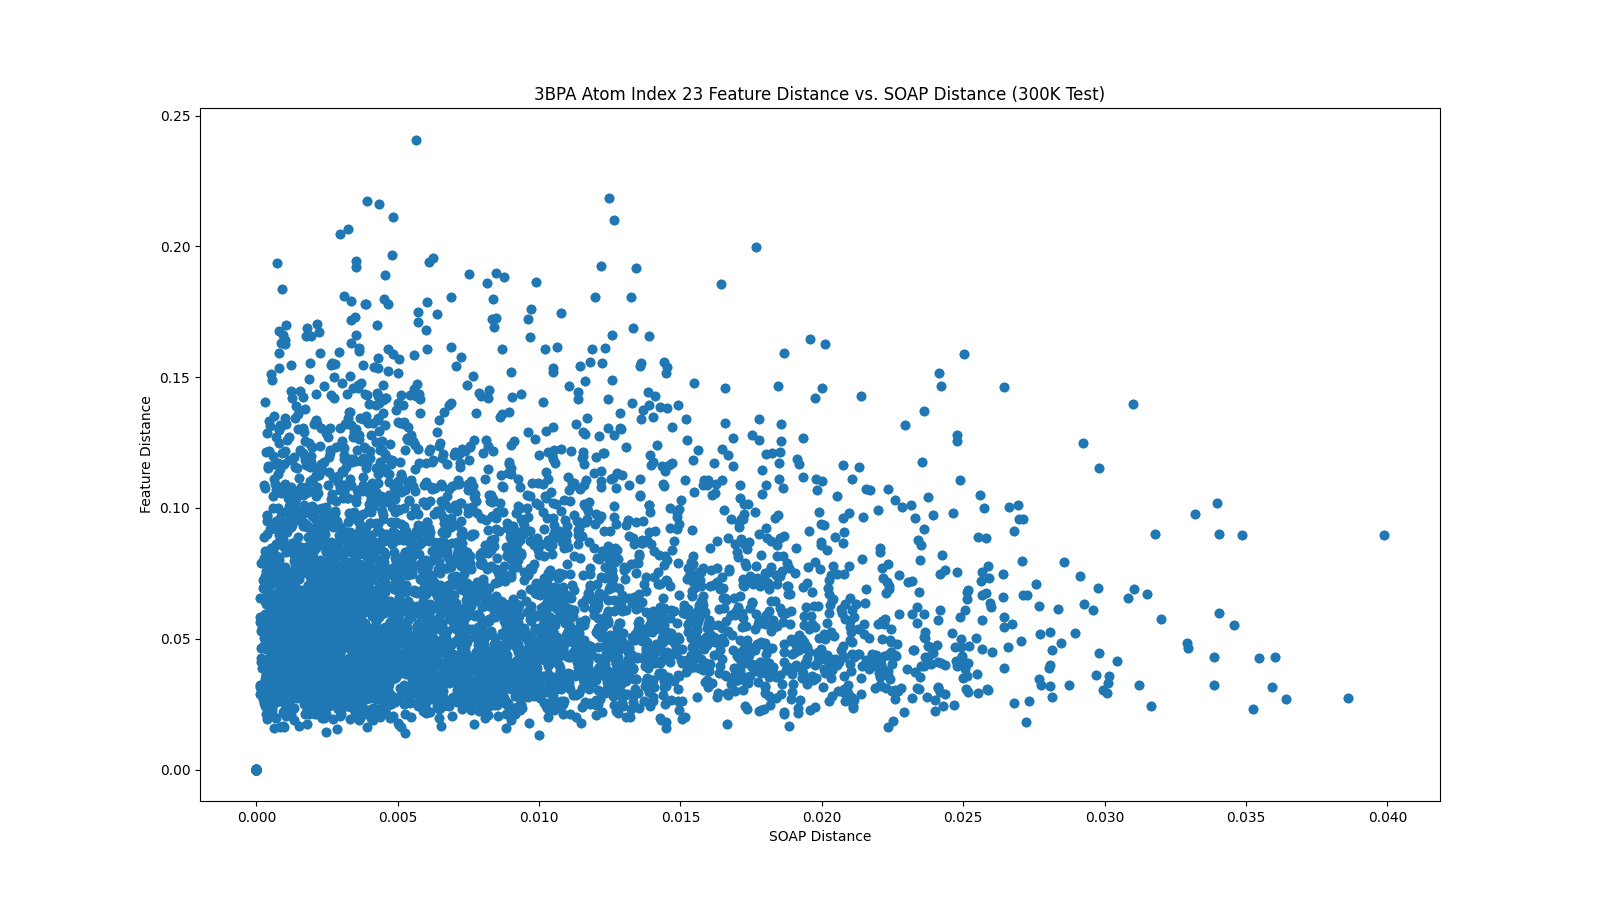 3BPA Atom Index 23 Feature Distance vs. SOAP Distance (300K Test)
0.25
0.20
0.15
0.10
0.05
0.00
Feature Distance
0.000 0.005 0.010 0.015 0.020 0.025 0.030 0.035 0.040
SOAP Distance